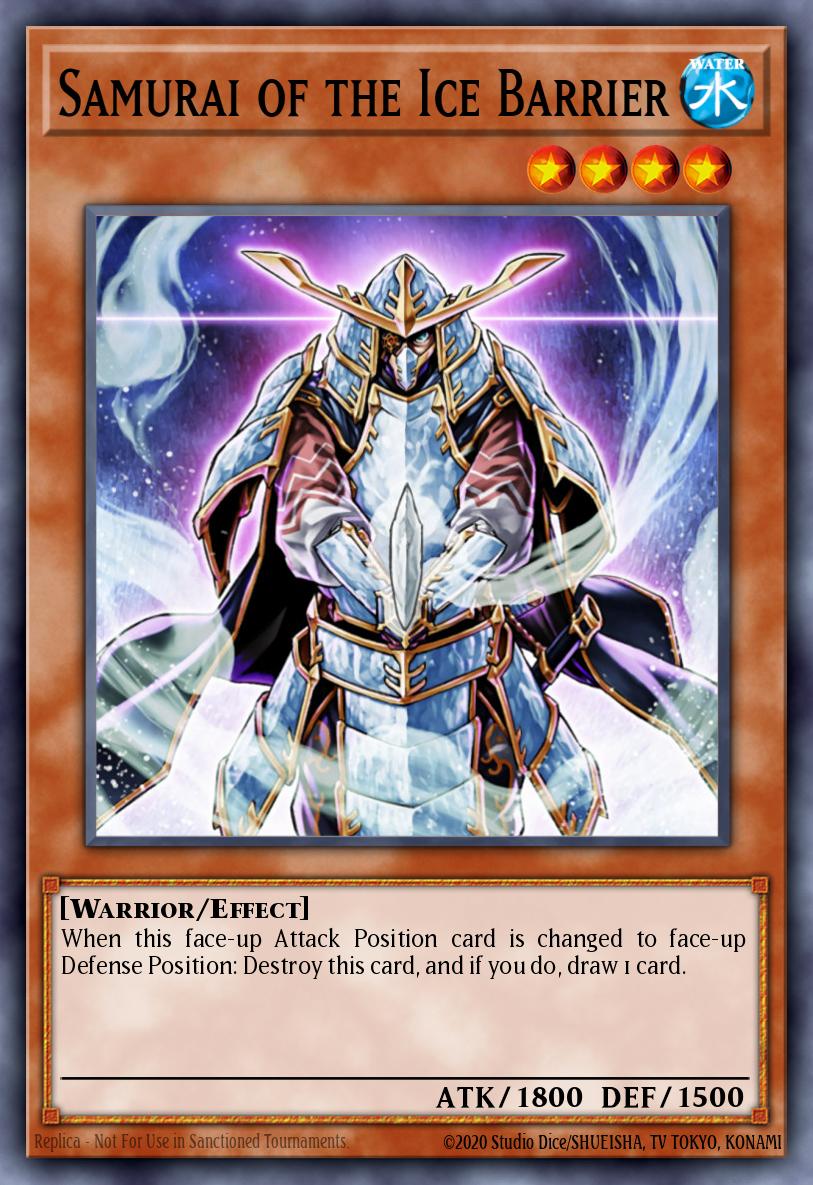 Samurai of the Ice Barrier
WATER
水
[Warrior/Effect]
When this face-up Attack Position card is changed to face-up
Defense Position: Destroy this card, and if you do, draw 1 card.
ATK/1800 DEF/1500
Replica - Not For Use in Sanctioned Tournaments.
©2020 Studio Dice/SHUEISHA, TV TOKYO, KONAMI